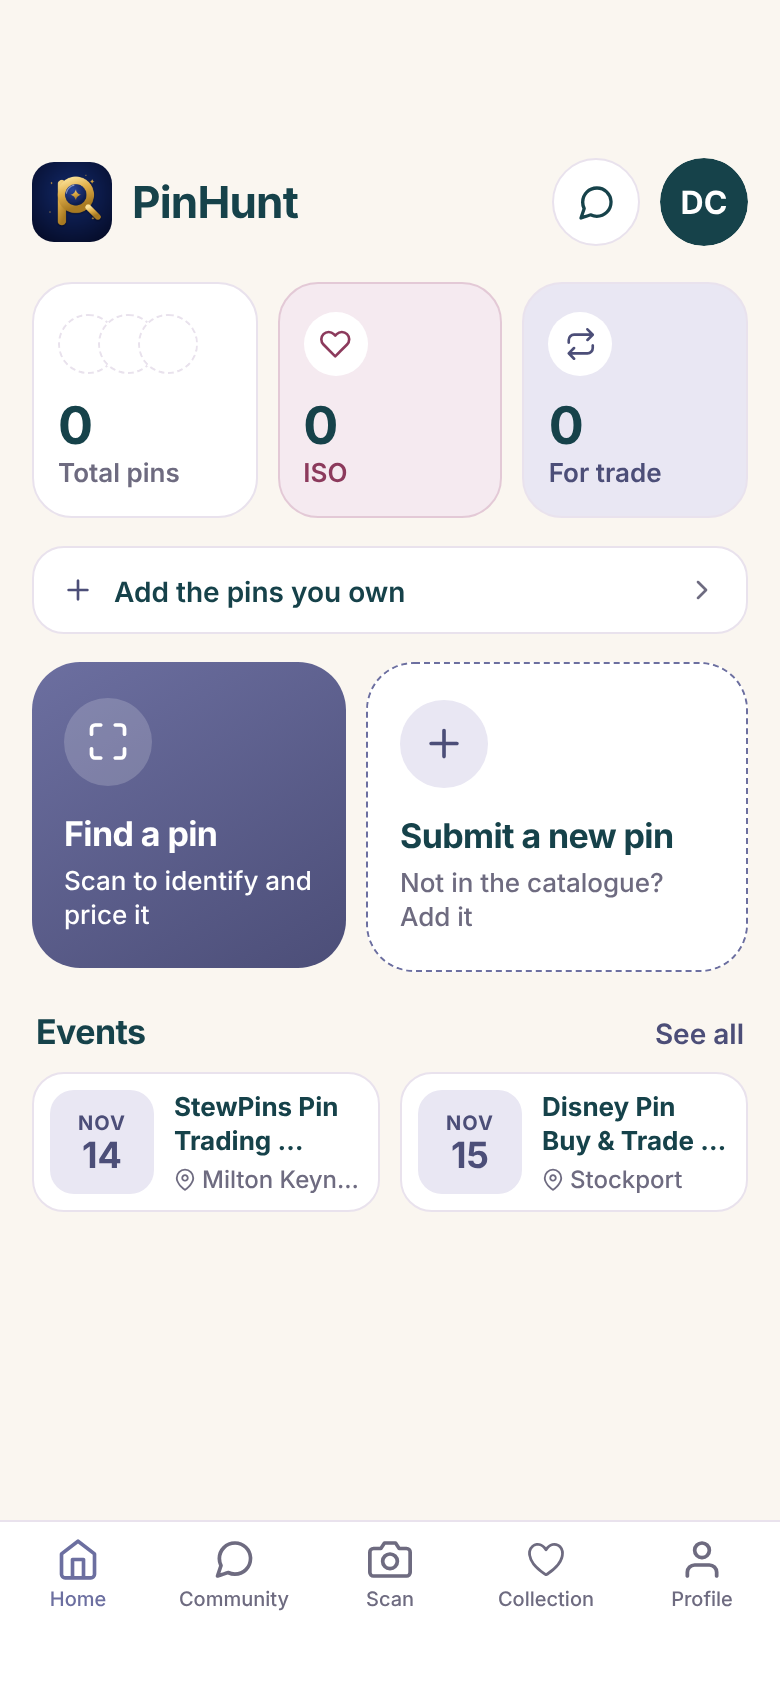 PinHunt
DC
0
Total pins
0
ISO
0
For trade
Add the pins you own
Find a pin
Scan to identify and
price it
Submit a new pin
Not in the catalogue?
Add it
Events
See all
NOV
14
StewPins Pin
Trading ...
Milton Keyn...
NOV
15
Disney Pin
Buy & Trade ...
Stockport
Home
Community
Scan
Collection
Profile